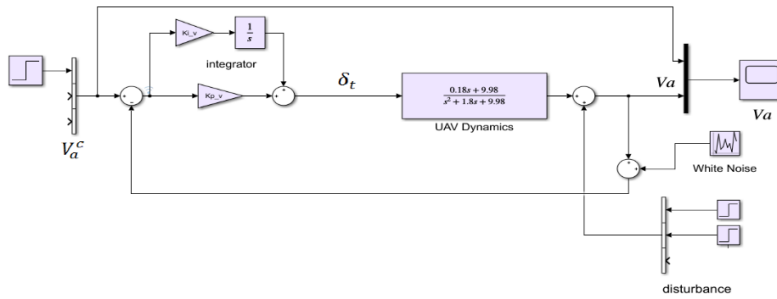 Ki_v
1
s
integrator
Kp_v
δt
0.18s + 9.98
s² + 1.8s + 9.98
UAV Dynamics
Va
Va
Vₐᶜ
White Noise
disturbance